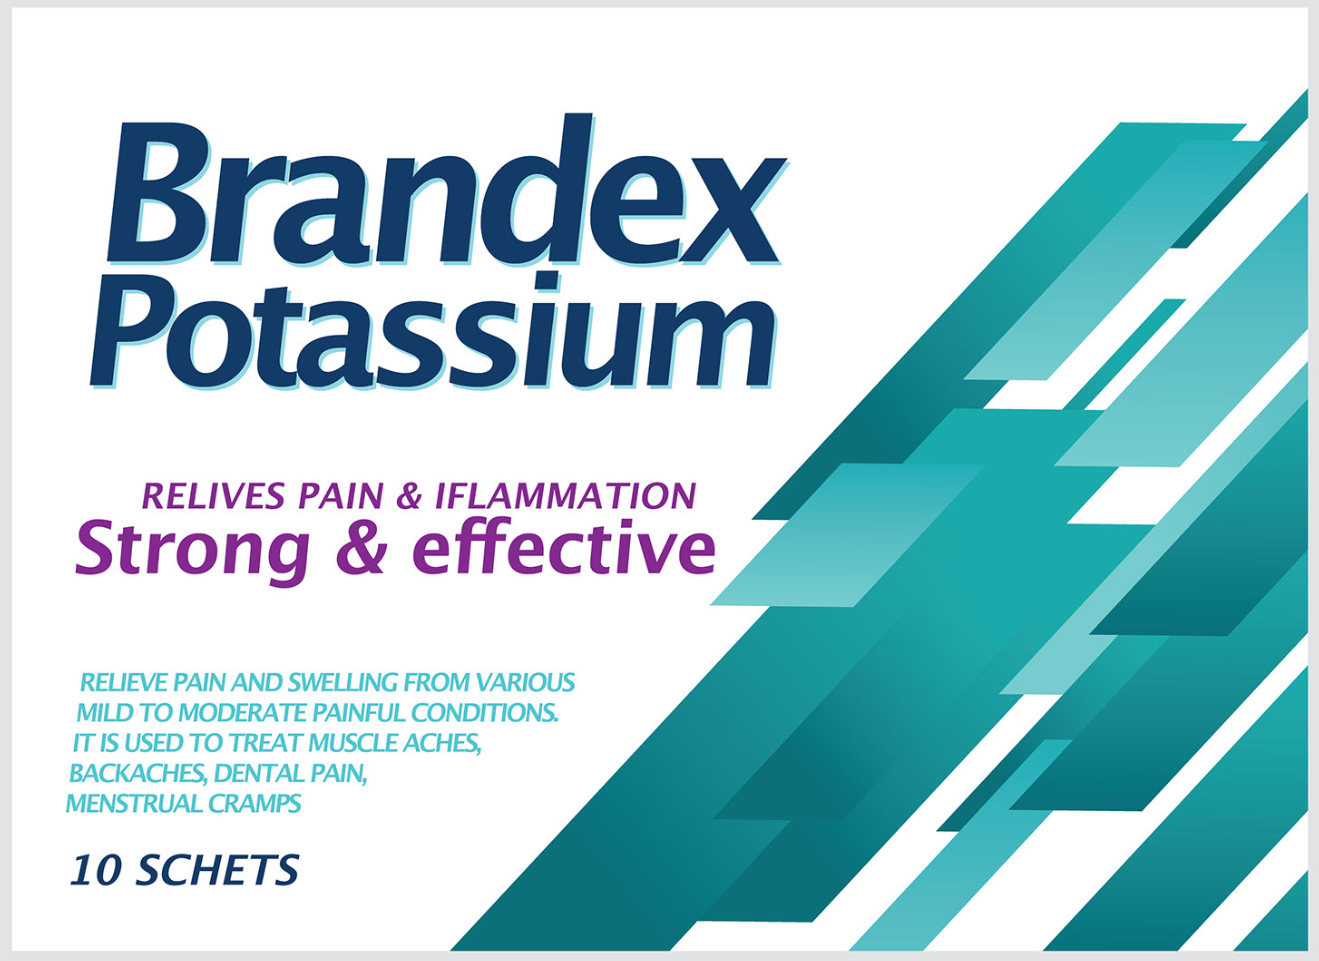 Brandex
Potassium
RELIVES PAIN & IFLAMMATION
Strong & effective
RELIEVE PAIN AND SWELLING FROM VARIOUS
MILD TO MODERATE PAINFUL CONDITIONS.
IT IS USED TO TREAT MUSCLE ACHES,
BACKACHES, DENTAL PAIN,
MENSTRUAL CRAMPS
10 SCHETS